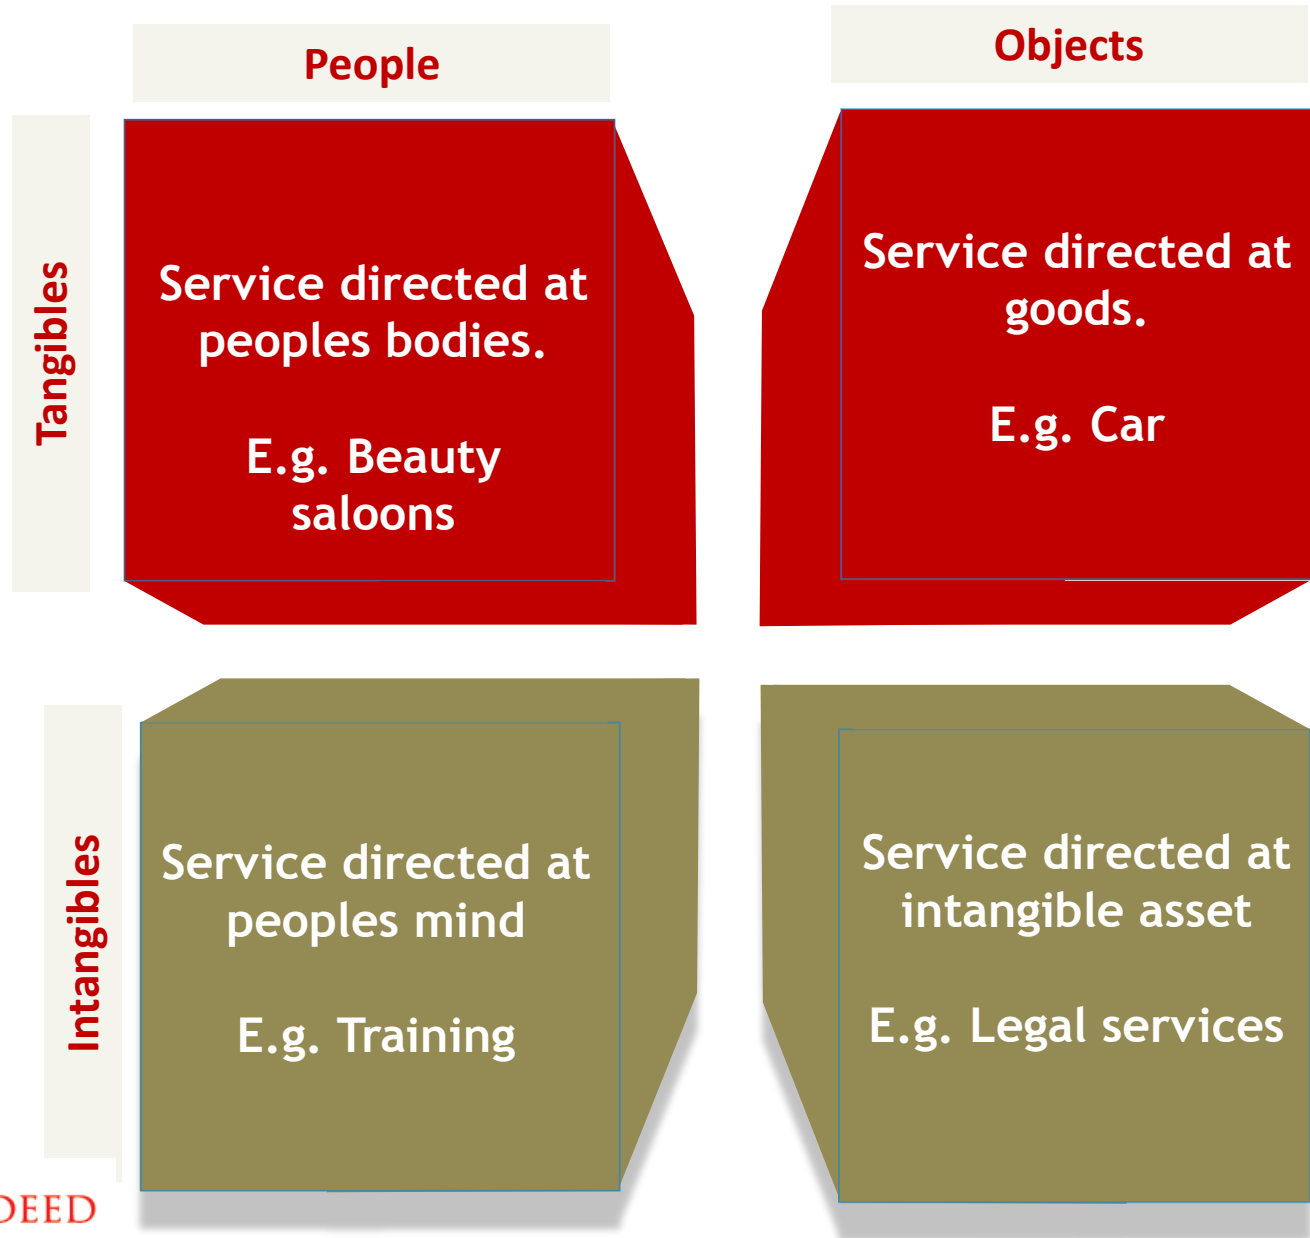 People
Objects
Tangibles
Service directed at
peoples bodies.
E.g. Beauty
saloons
Service directed at
goods.
E.g. Car
Intangibles
Service directed at
peoples mind
E.g. Training
Service directed at
intangible asset
E.g. Legal services
DEED